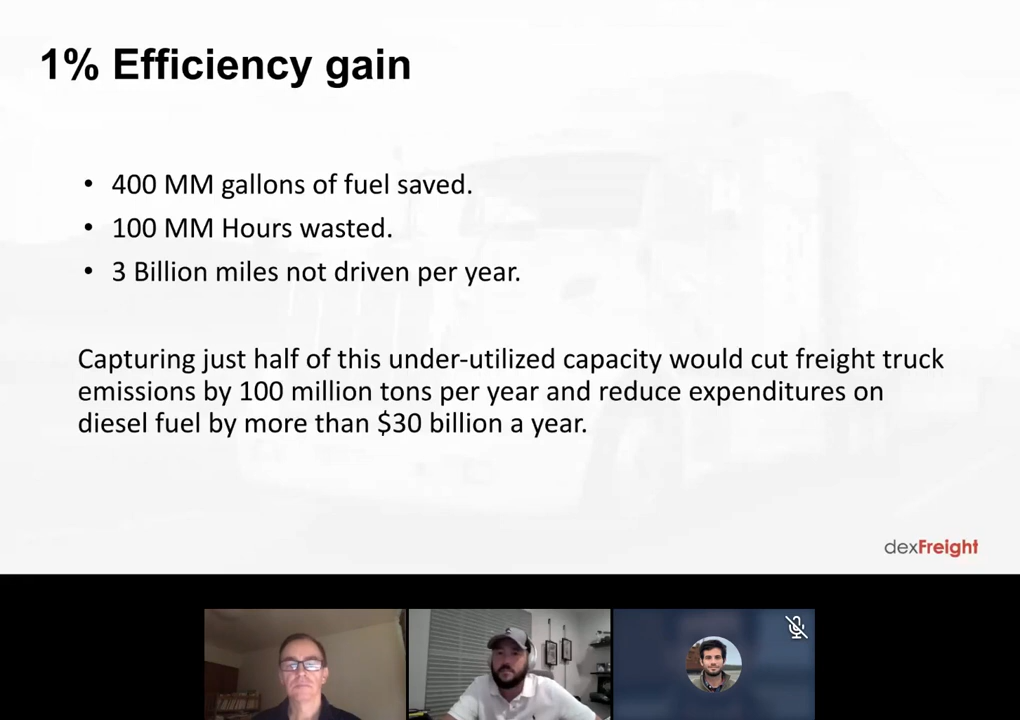 1% Efficiency gain
• 400 MM gallons of fuel saved.
• 100 MM Hours wasted.
• 3 Billion miles not driven per year.
Capturing just half of this under-utilized capacity would cut freight truck
emissions by 100 million tons per year and reduce expenditures on
diesel fuel by more than $30 billion a year.
dexFreight